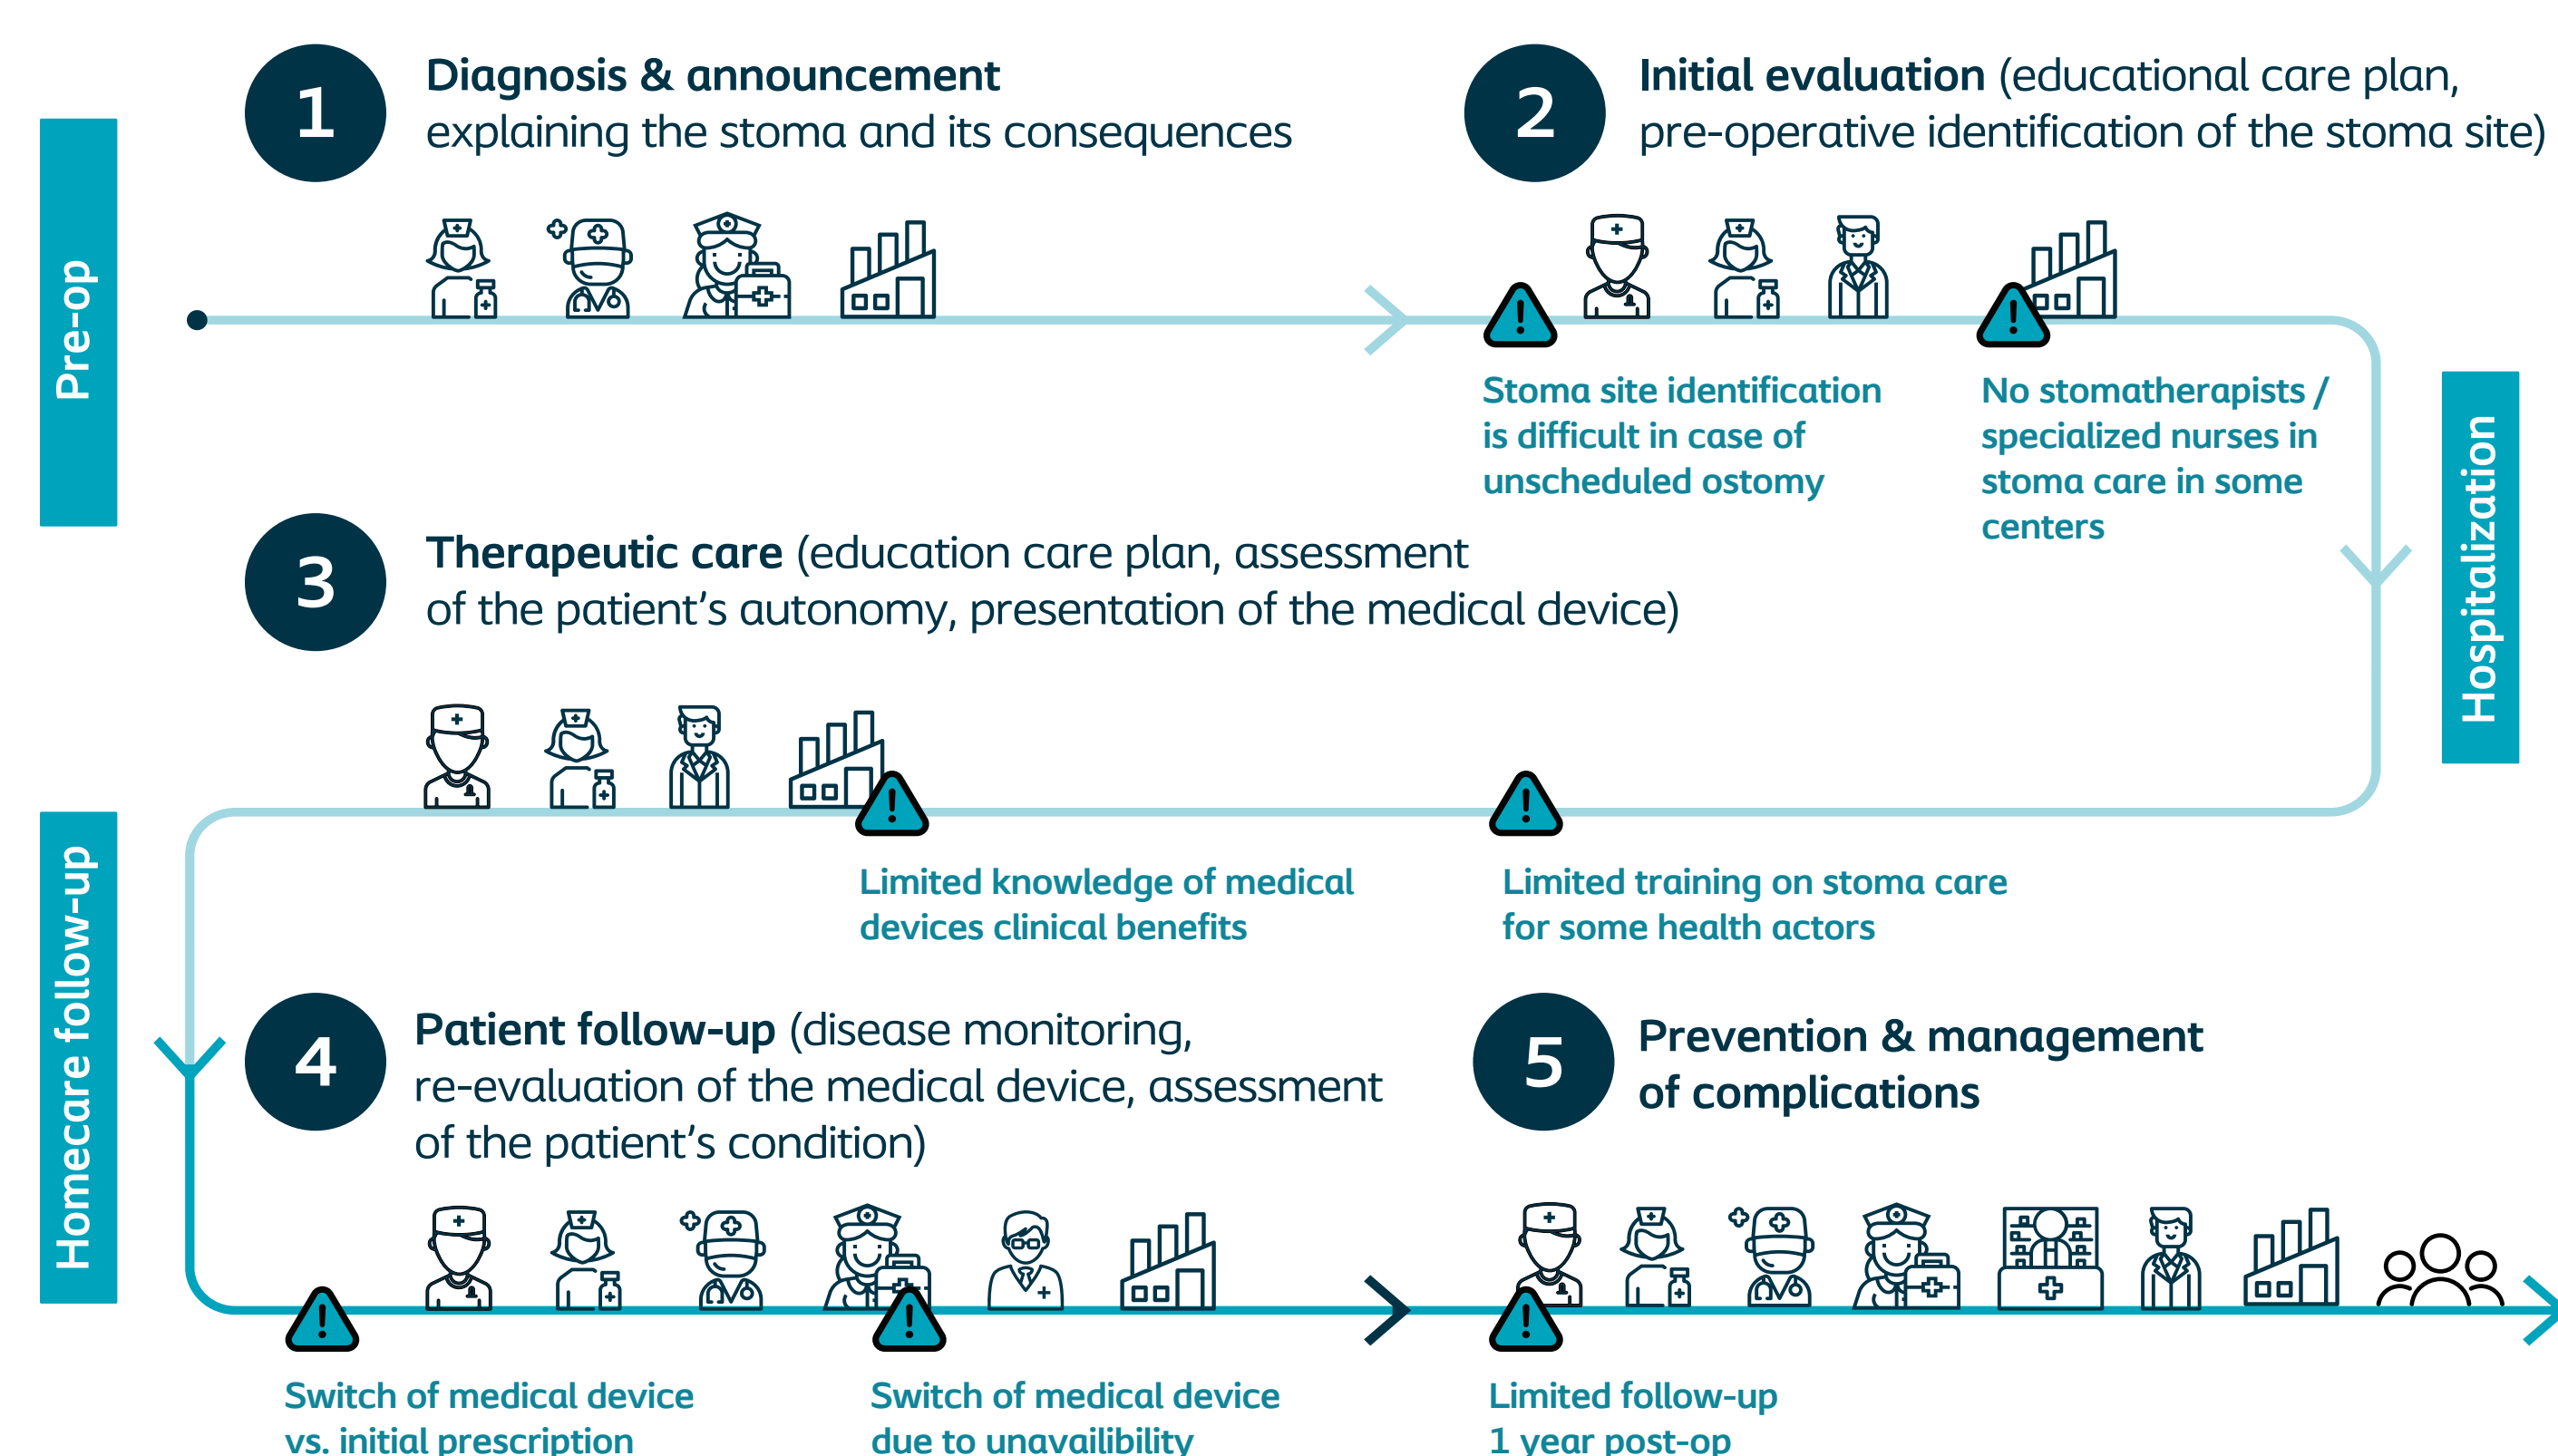 Pre-op
1
Diagnosis & announcement
explaining the stoma and its consequences
2
Initial evaluation (educational care plan,
pre-operative identification of the stoma site)
Stoma site identification
is difficult in case of
unscheduled ostomy
No stomatherapists /
specialized nurses in
stoma care in some
centers
Hospitalization
3
Therapeutic care (education care plan, assessment
of the patient’s autonomy, presentation of the medical device)
Limited knowledge of medical
devices clinical benefits
Limited training on stoma care
for some health actors
Homecare follow-up
4
Patient follow-up (disease monitoring,
re-evaluation of the medical device, assessment
of the patient’s condition)
5
Prevention & management
of complications
Switch of medical device
vs. initial prescription
Switch of medical device
due to unavailibility
Limited follow-up
1 year post-op